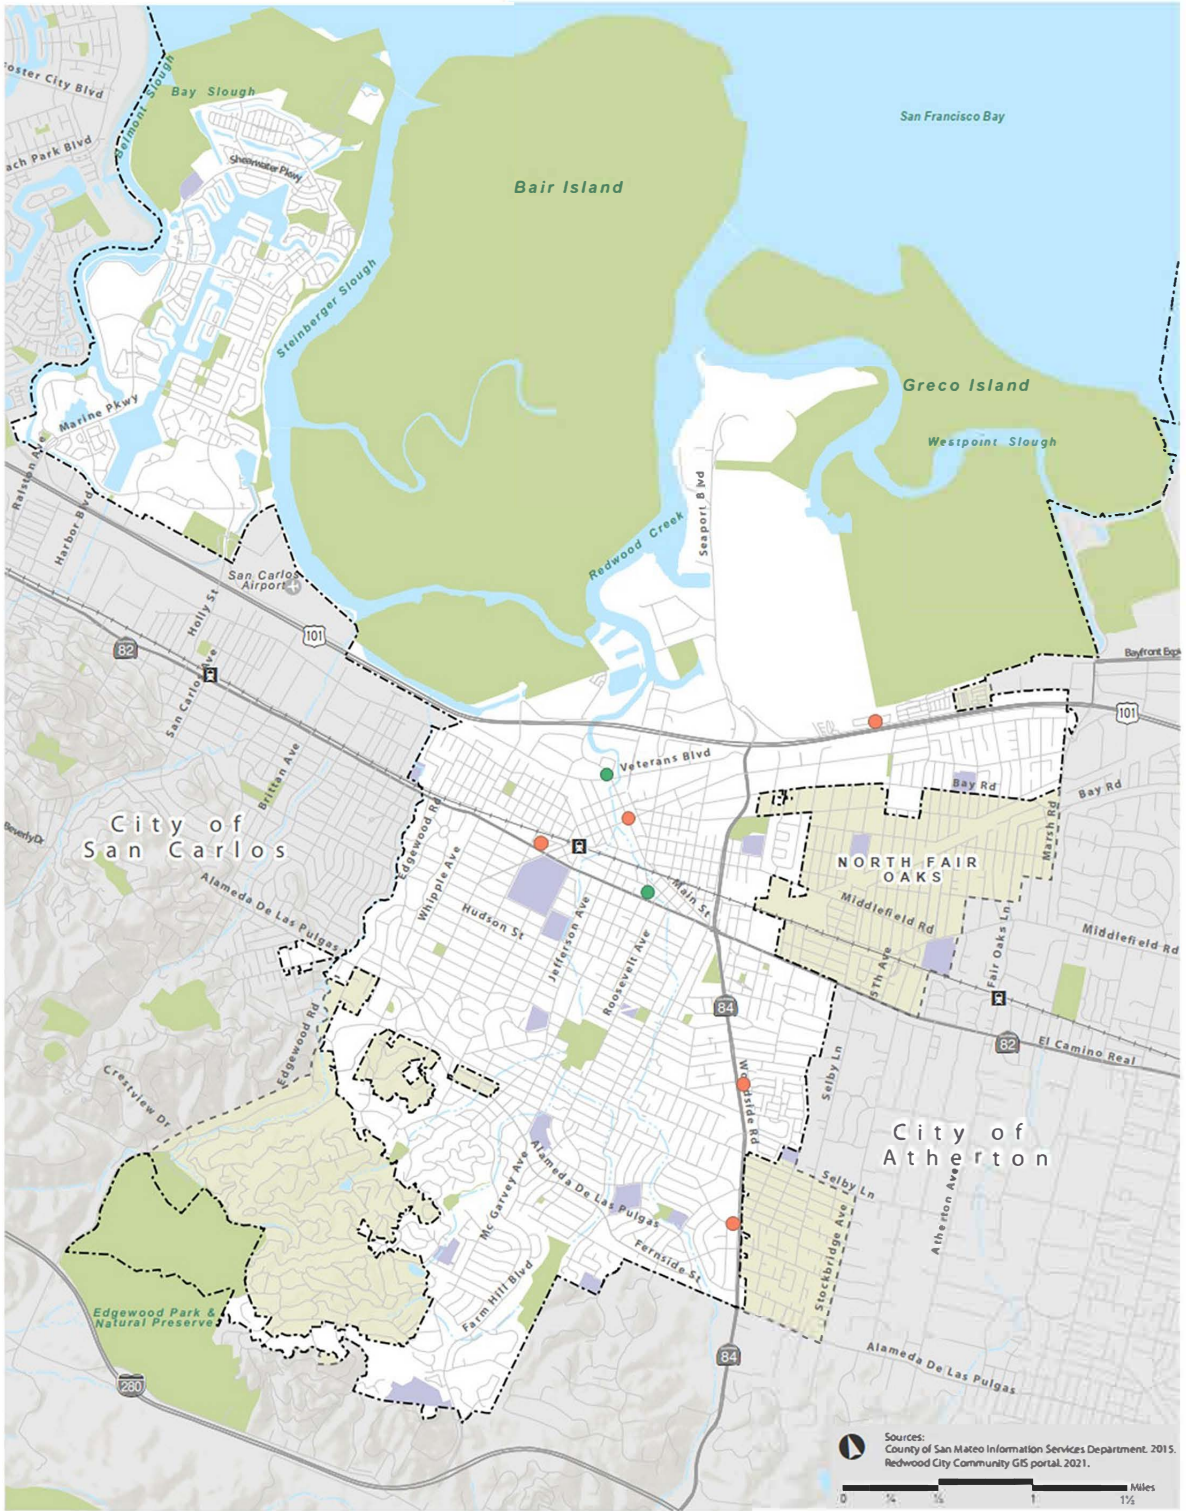 Foster City Blvd
Belmont Slough
Bay Slough
San Francisco Bay
Beach Park Blvd
Shearwater Pkwy
Bair Island
Steinberger Slough
Greco Island
Marine Pkwy
Westpoint Slough
Ralston Ave
Harbor Blvd
Seaport Blvd
Redwood Creek
San Carlos
Airport
Holly St
101
82
San Carlos Ave
Bayfront Expk
101
Veterans Blvd
Brittan Ave
Bay Rd
Bay Rd
Edgewood Rd
Marsh Rd
Beverly Dr
City of
San Carlos
Whipple Ave
NORTH FAIR
OAKS
Alameda De Las Pulgas
Main St
Hudson St
Jefferson Ave
Middlefield Rd
Middlefield Rd
Roosevelt Ave
Fair Oaks Ln
5Th Ave
84
82
El Camino Real
Edgewood Rd
Crestview Dr
Selby Ln
Woodside Rd
City of
Atherton
Mc Garvey Ave
Alameda De Las Pulgas
Selby Ln
Atherton Ave
Fernside St
Stockbridge Ave
Farm Hill Blvd
Edgewood Park &
Natural Preserve
Alameda De Las Pulgas
84
280
Sources:
County of San Mateo Information Services Department. 2015.
Redwood City Community GIS portal. 2021.
Miles
0 ¼ ½ 1 1½